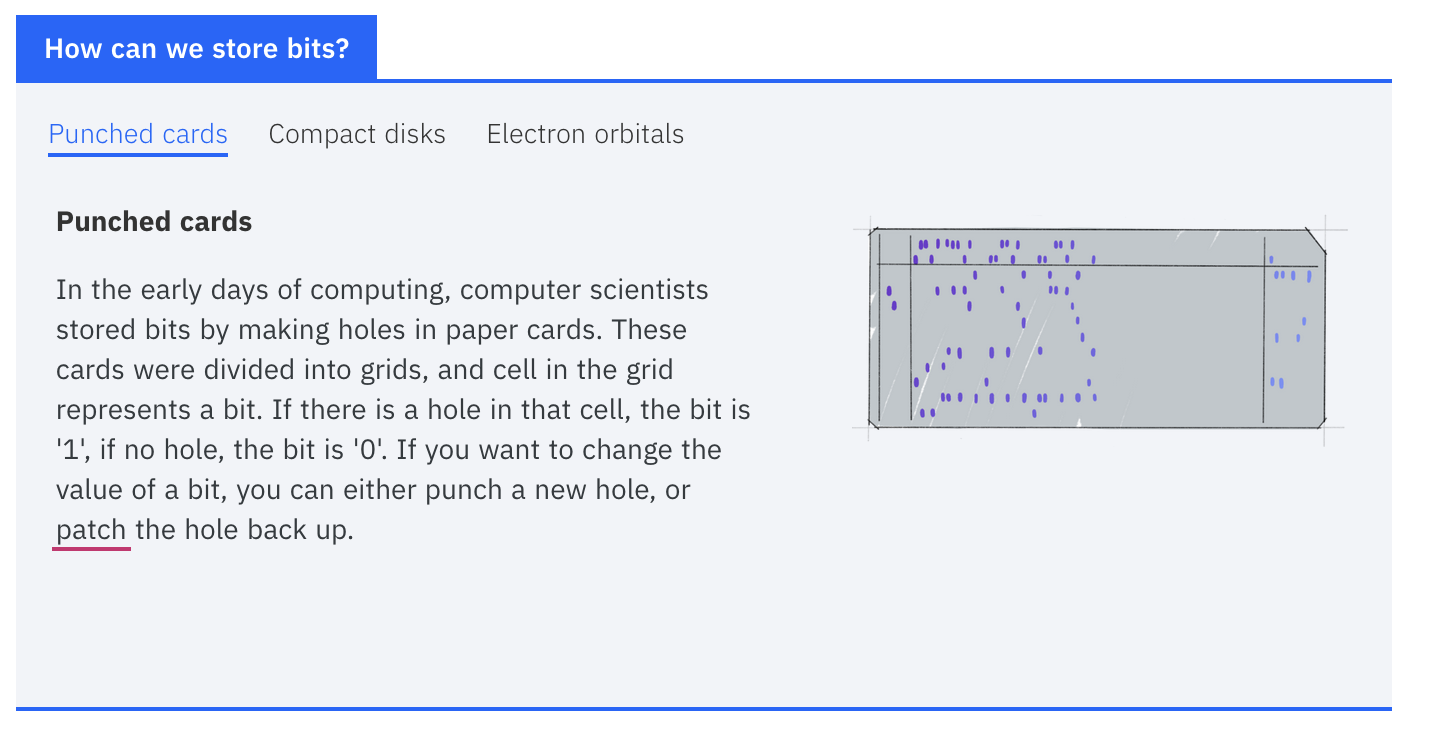 How can we store bits?
Punched cards Compact disks Electron orbitals
Punched cards
In the early days of computing, computer scientists
stored bits by making holes in paper cards. These
cards were divided into grids, and cell in the grid
represents a bit. If there is a hole in that cell, the bit is
'1', if no hole, the bit is '0'. If you want to change the
value of a bit, you can either punch a new hole, or
patch the hole back up.